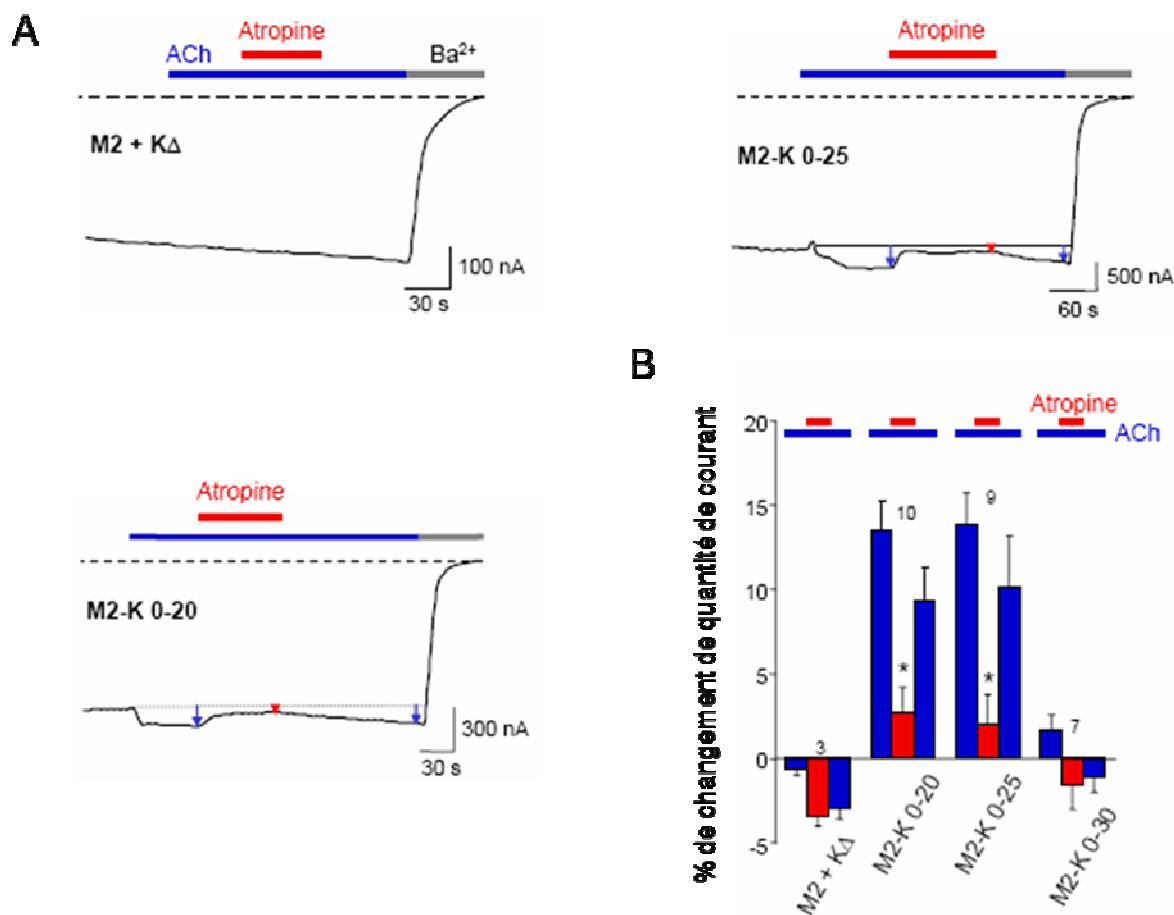 A
Atropine
ACh
Ba2+
M2 + KΔ
100 nA
30 s
Atropine
M2-K 0-25
500 nA
60 s
Atropine
M2-K 0-20
300 nA
30 s
B
% de changement de quantité de courant
20
15
10
5
0
-5
Atropine
ACh
3
10
*
9
*
7
M2 + KΔ
M2-K 0-20
M2-K 0-25
M2-K 0-30